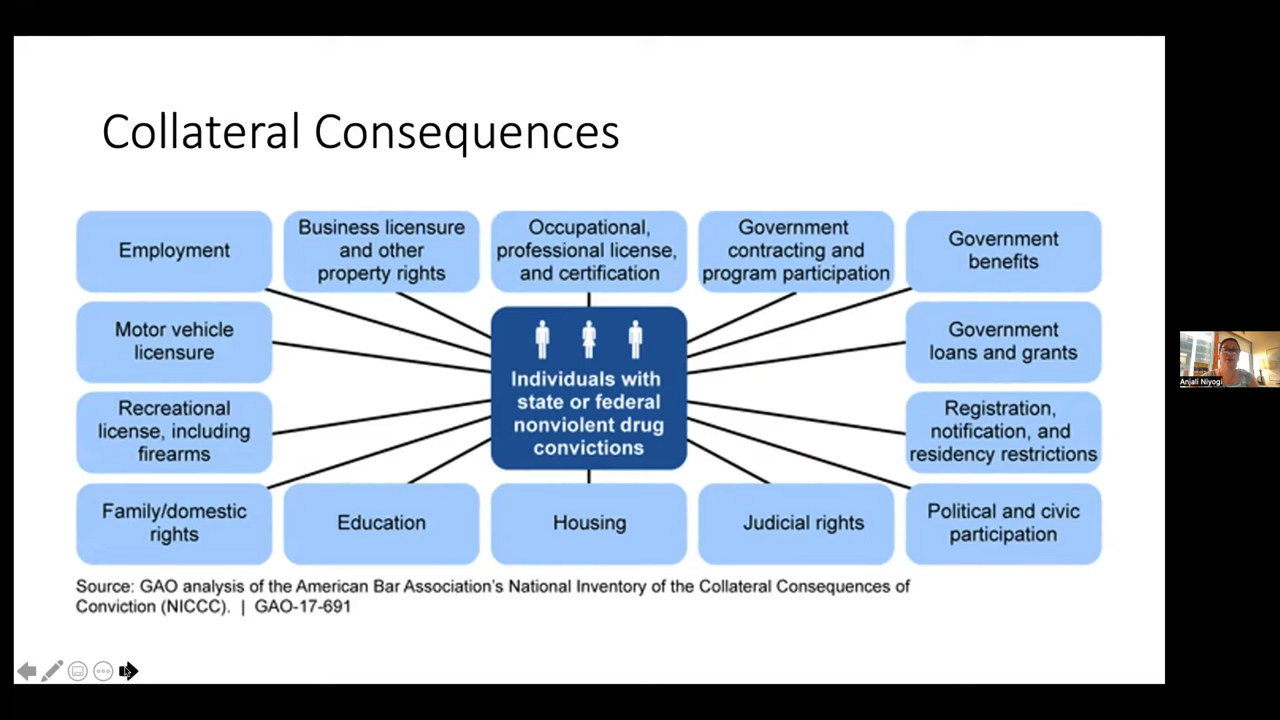 Collateral Consequences
Employment
Business licensure
and other
property rights
Occupational,
professional license,
and certification
Government
contracting and
program participation
Government
benefits
Motor vehicle
licensure
Individuals with
state or federal
nonviolent drug
convictions
Government
loans and grants
Recreational
license, including
firearms
Registration,
notification, and
residency restrictions
Family/domestic
rights
Education
Housing
Judicial rights
Political and civic
participation
Source: GAO analysis of the American Bar Association's National Inventory of the Collateral Consequences of
Conviction (NICCC). | GAO-17-691
Anjali Niyogi